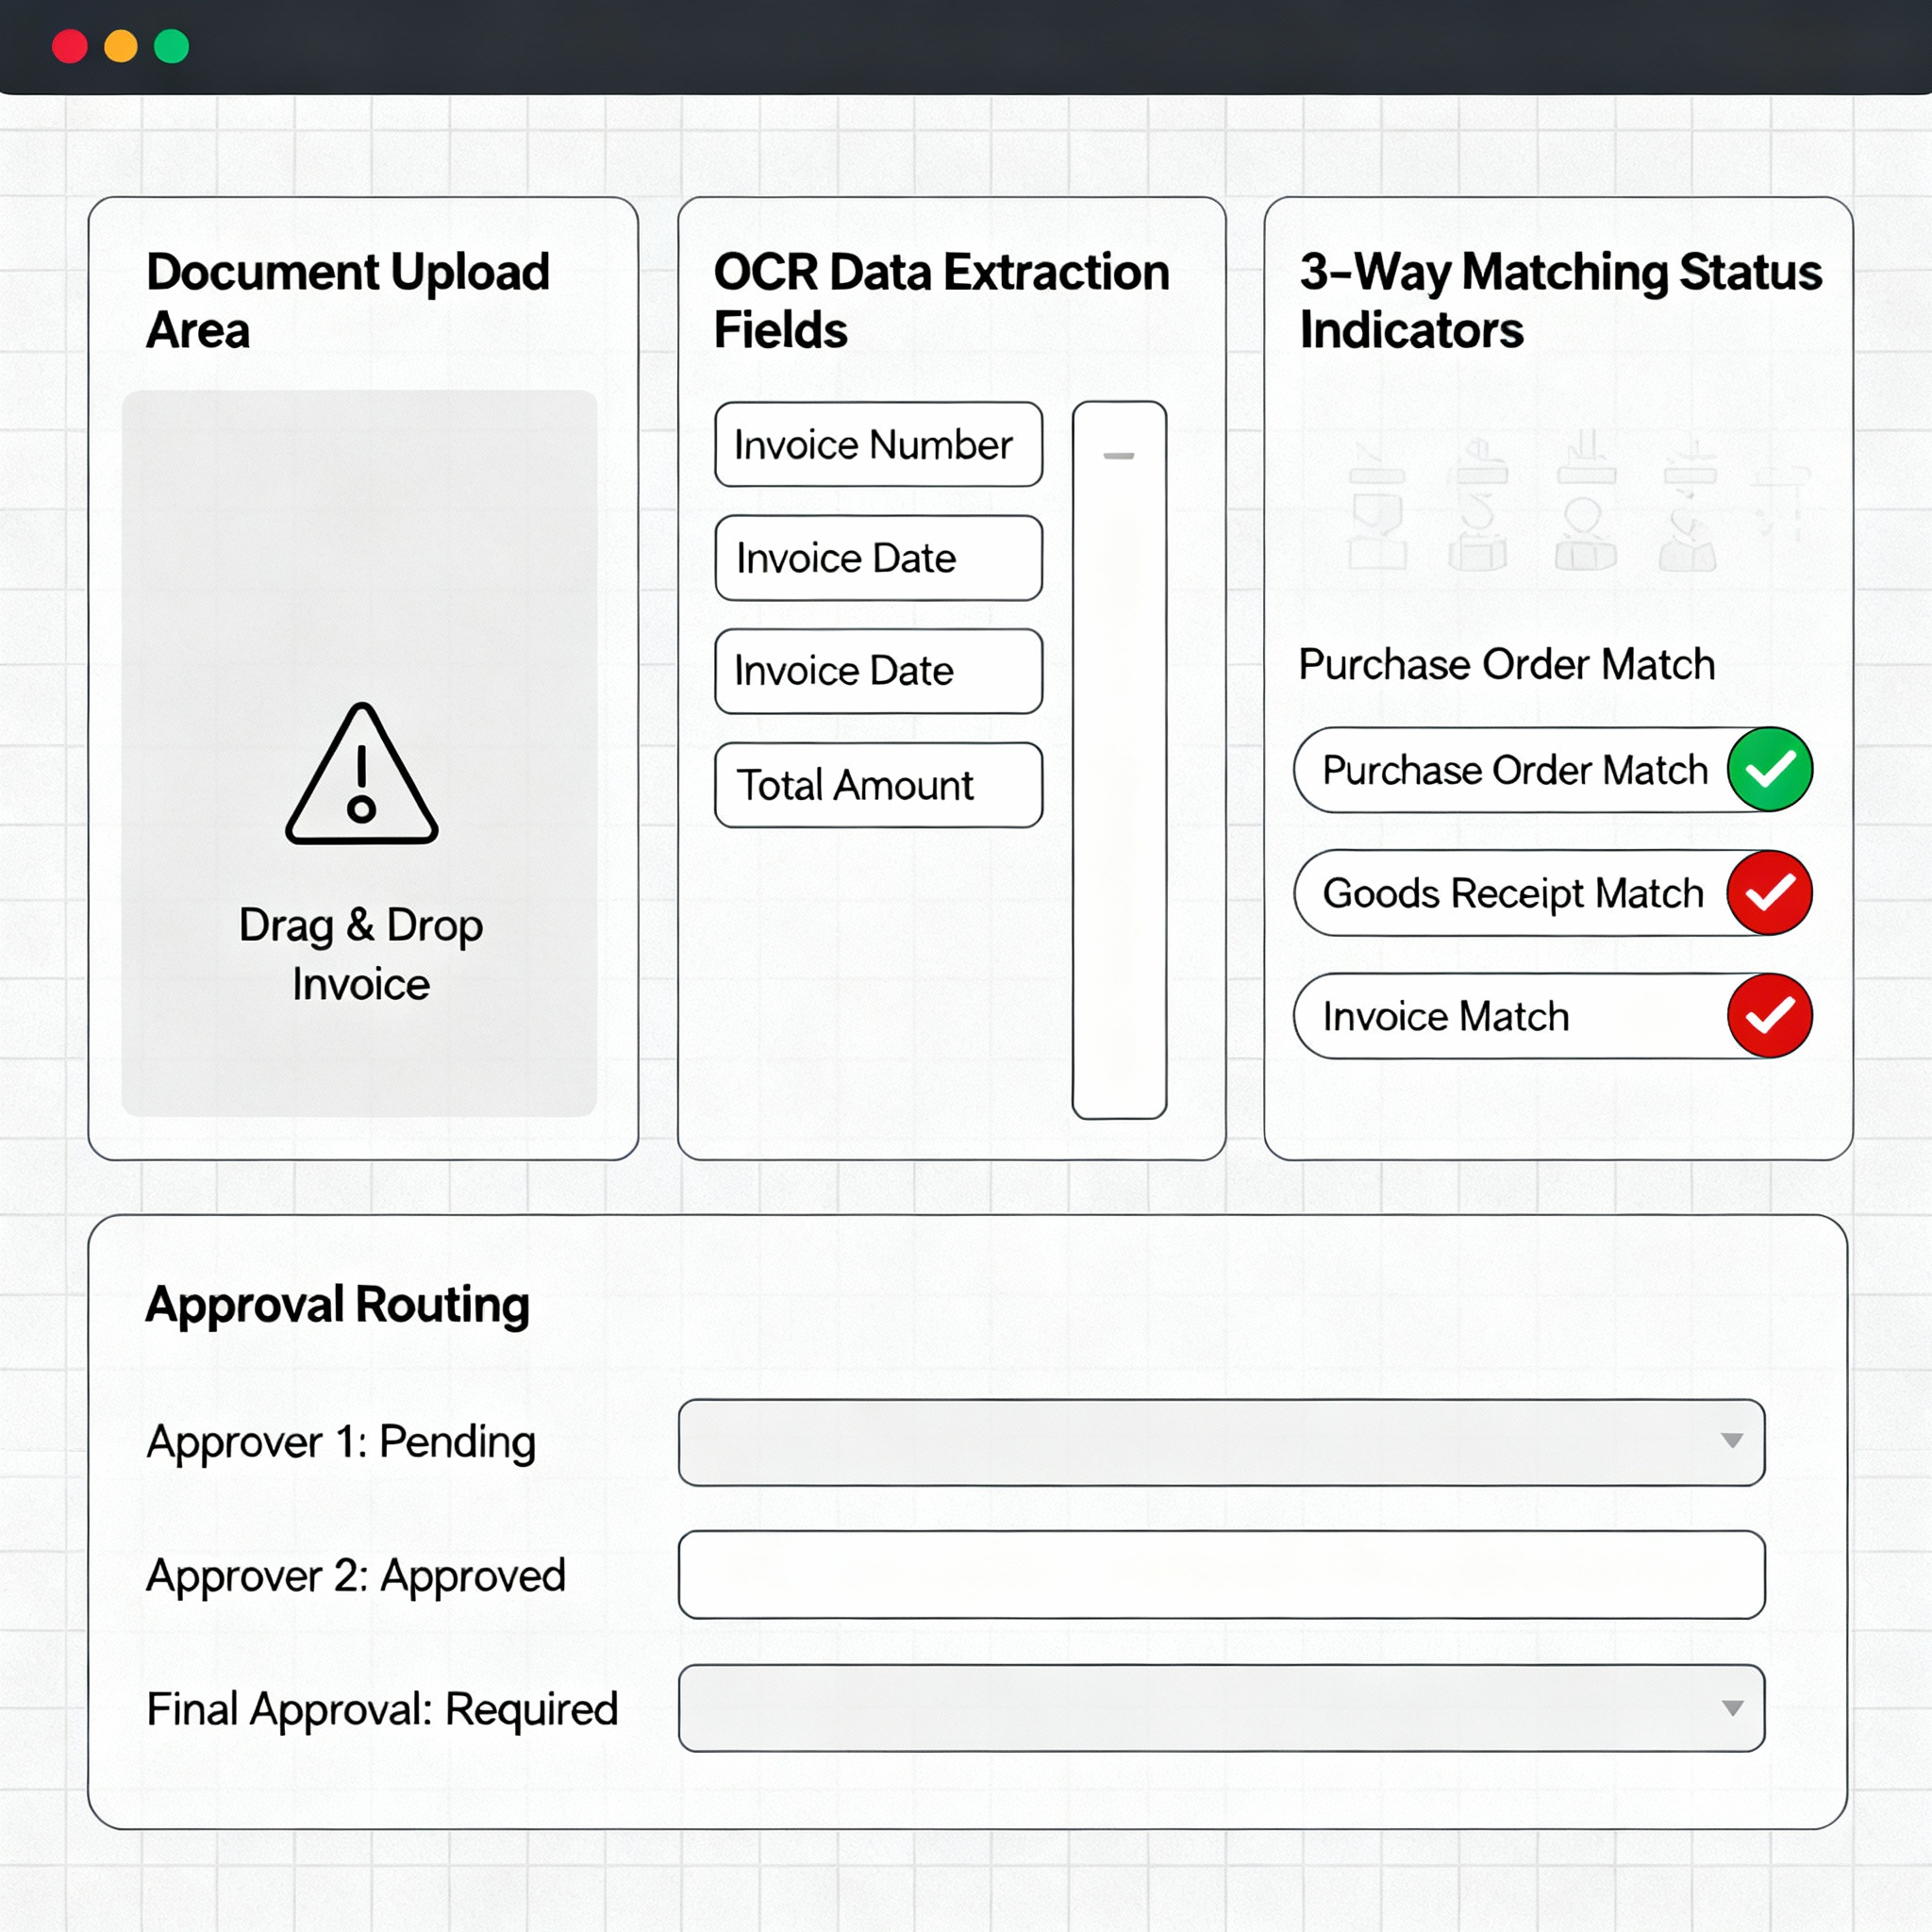 Document Upload
Area
Drag & Drop
Invoice
OCR Data Extraction
Fields
Invoice Number
Invoice Date
Invoice Date
Total Amount
3-Way Matching Status
Indicators
Purchase Order Match
Purchase Order Match
Goods Receipt Match
Invoice Match
Approval Routing
Approver 1: Pending
Approver 2: Approved
Final Approval: Required